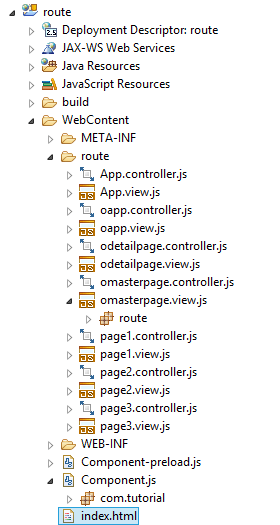 route
Deployment Descriptor: route
JAX-WS Web Services
Java Resources
JavaScript Resources
build
WebContent
META-INF
route
App.controller.js
App.view.js
oapp.controller.js
oapp.view.js
odetailpage.controller.js
odetailpage.view.js
omasterpage.controller.js
omasterpage.view.js
route
page1.controller.js
page1.view.js
page2.controller.js
page2.view.js
page3.controller.js
page3.view.js
WEB-INF
Component-preload.js
Component.js
com.tutorial
index.html